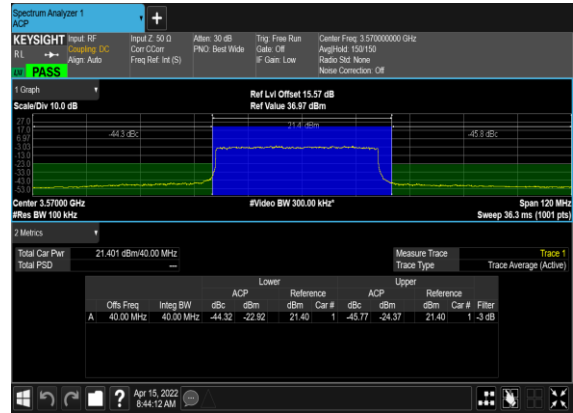 Spectrum Analyzer 1
ACP
+
KEYSIGHT Input: RF Input Z: 50 Ω Atten: 30 dB Trig: Free Run Center Freq: 3.570000000 GHz
RL Coupling: DC Corr CCorr PNO: Best Wide Gate: Off Avg|Hold: 150/150
Align: Auto Freq Ref: Int (S) IF Gain: Low Radio Std: None
LW PASS Noise Correction: Off
1 Graph Ref Lvl Offset 15.57 dB
Scale/Div 10.0 dB Ref Value 36.97 dBm
27.0 21.4 dBm
17.0 -44.3 dBc -45.8 dBc
6.97
-3.03
-13.0
-23.0
-33.0
-43.0
-53.0
Center 3.57000 GHz #Video BW 300.00 kHz* Span 120 MHz
#Res BW 100 kHz Sweep 36.3 ms (1001 pts)
2 Metrics
Total Car Pwr 21.401 dBm/40.00 MHz Measure Trace Trace 1
Total PSD --- Trace Type Trace Average (Active)
Lower Upper
ACP Reference ACP Reference
Offs Freq Integ BW dBc dBm dBm Car # dBc dBm dBm Car # Filter
A 40.00 MHz 40.00 MHz -44.32 -22.92 21.40 1 -45.77 -24.37 21.40 1 -3 dB
? Apr 15, 2022
8:44:12 AM